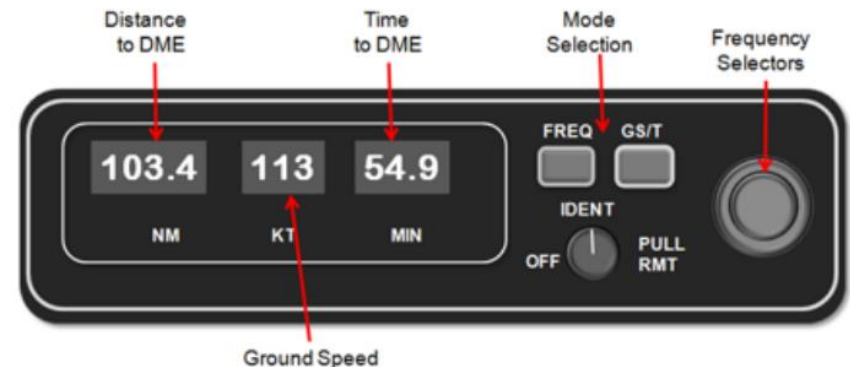 Distance
to DME
Time
to DME
Mode
Selection
Frequency
Selectors
FREQ GS/T
103.4 113 54.9
IDENT
NM KT MIN
OFF
PULL
RMT
Ground Speed